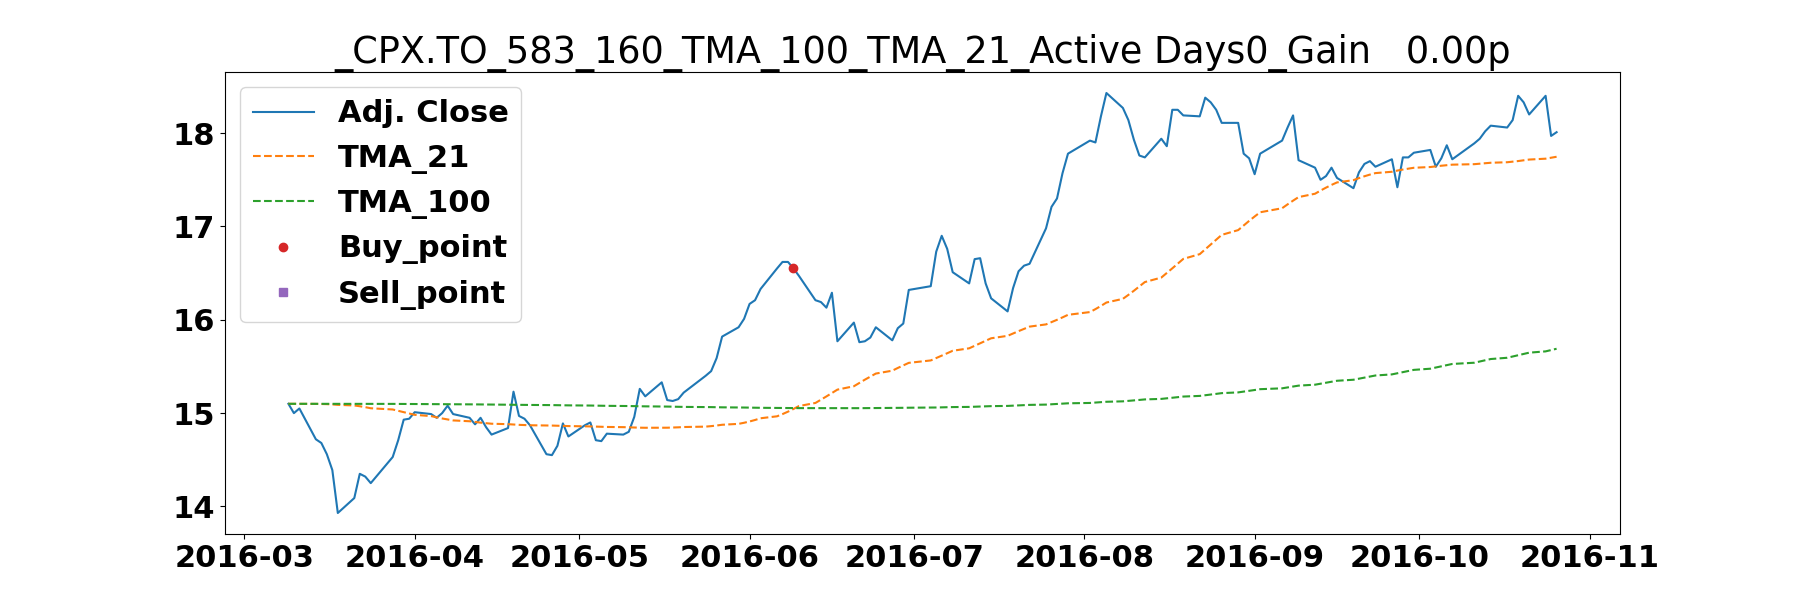 _CPX.TO_583_160_TMA_100_TMA_21_Active Days0_Gain   0.00p
Adj. Close
TMA_21
TMA_100
Buy_point
Sell_point
18
17
16
15
14
2016-03 2016-04 2016-05 2016-06 2016-07 2016-08 2016-09 2016-10 2016-11